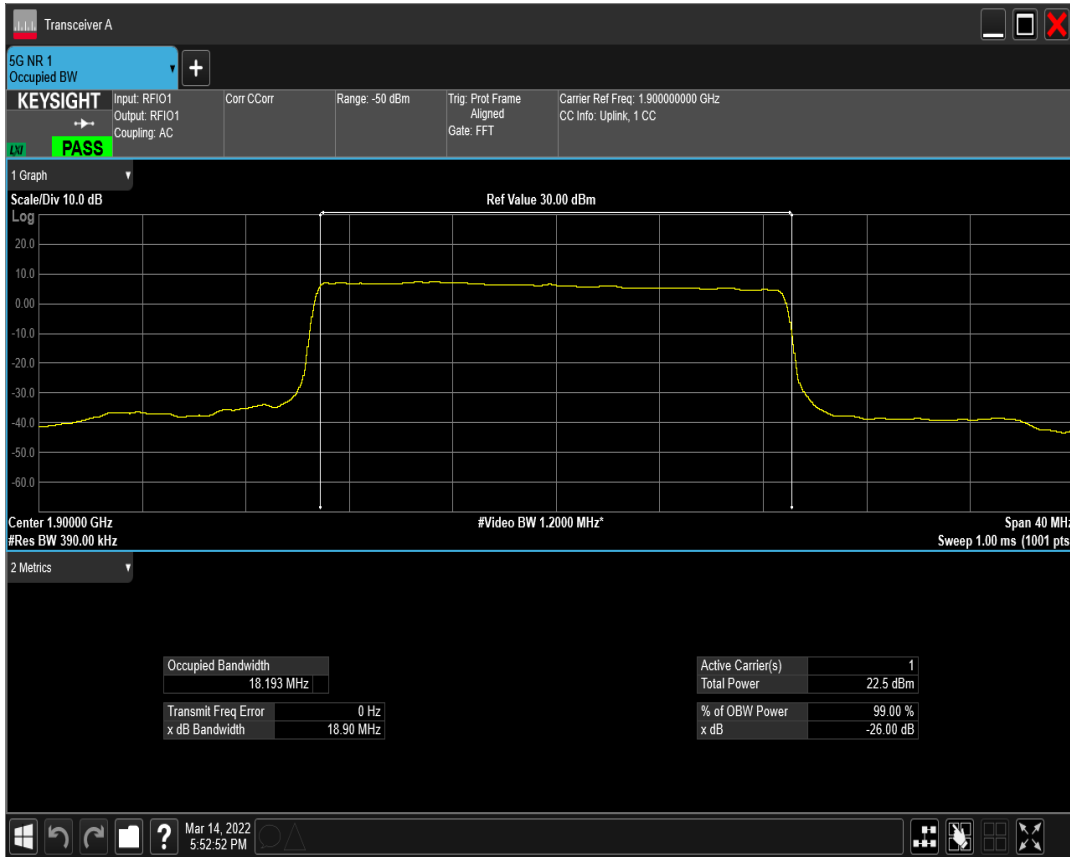 Transceiver A
5G NR 1
Occupied BW
KEYSIGHT
LXI
PASS
Input: RFIO1
Output: RFIO1
Coupling: AC
Corr CCorr
Range: -50 dBm
Trig: Prot Frame
Aligned
Gate: FFT
Carrier Ref Freq: 1.900000000 GHz
CC Info: Uplink, 1 CC
1 Graph
Scale/Div 10.0 dB
Ref Value 30.00 dBm
Log
20.0
10.0
0.00
-10.0
-20.0
-30.0
-40.0
-50.0
-60.0
Center 1.90000 GHz
#Video BW 1.2000 MHz*
Span 40 MHz
#Res BW 390.00 kHz
Sweep 1.00 ms (1001 pts
2 Metrics
Occupied Bandwidth
18.193 MHz
Transmit Freq Error 0 Hz
x dB Bandwidth 18.90 MHz
Active Carrier(s) 1
Total Power 22.5 dBm
% of OBW Power 99.00 %
x dB -26.00 dB
?
Mar 14, 2022
5:52:52 PM